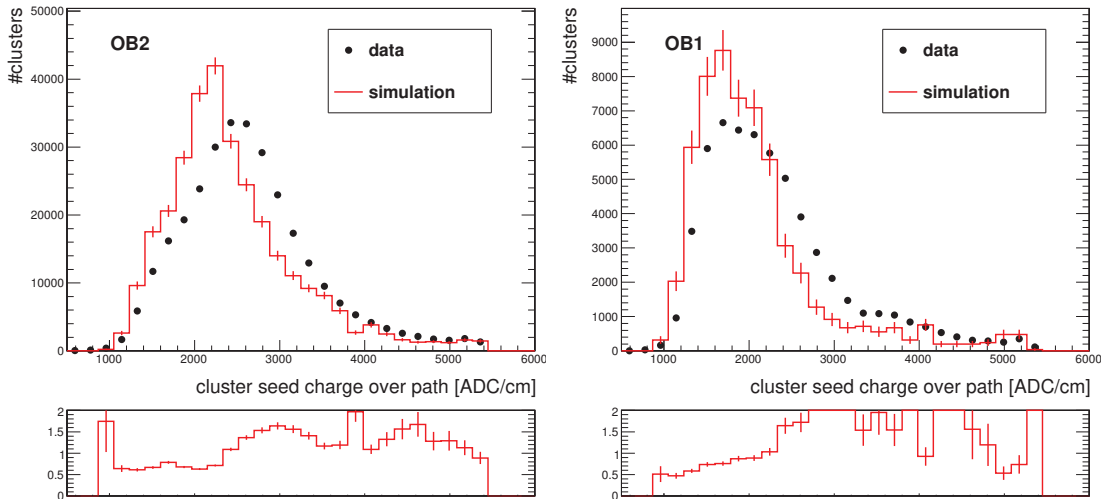 #clusters
50000
40000
30000
20000
10000
0
OB2
data
simulation
1000 2000 3000 4000 5000 6000
cluster seed charge over path [ADC/cm]
2
1.5
1
0.5
0
#clusters
9000
8000
7000
6000
5000
4000
3000
2000
1000
0
OB1
data
simulation
1000 2000 3000 4000 5000 6000
cluster seed charge over path [ADC/cm]
2
1.5
1
0.5
0